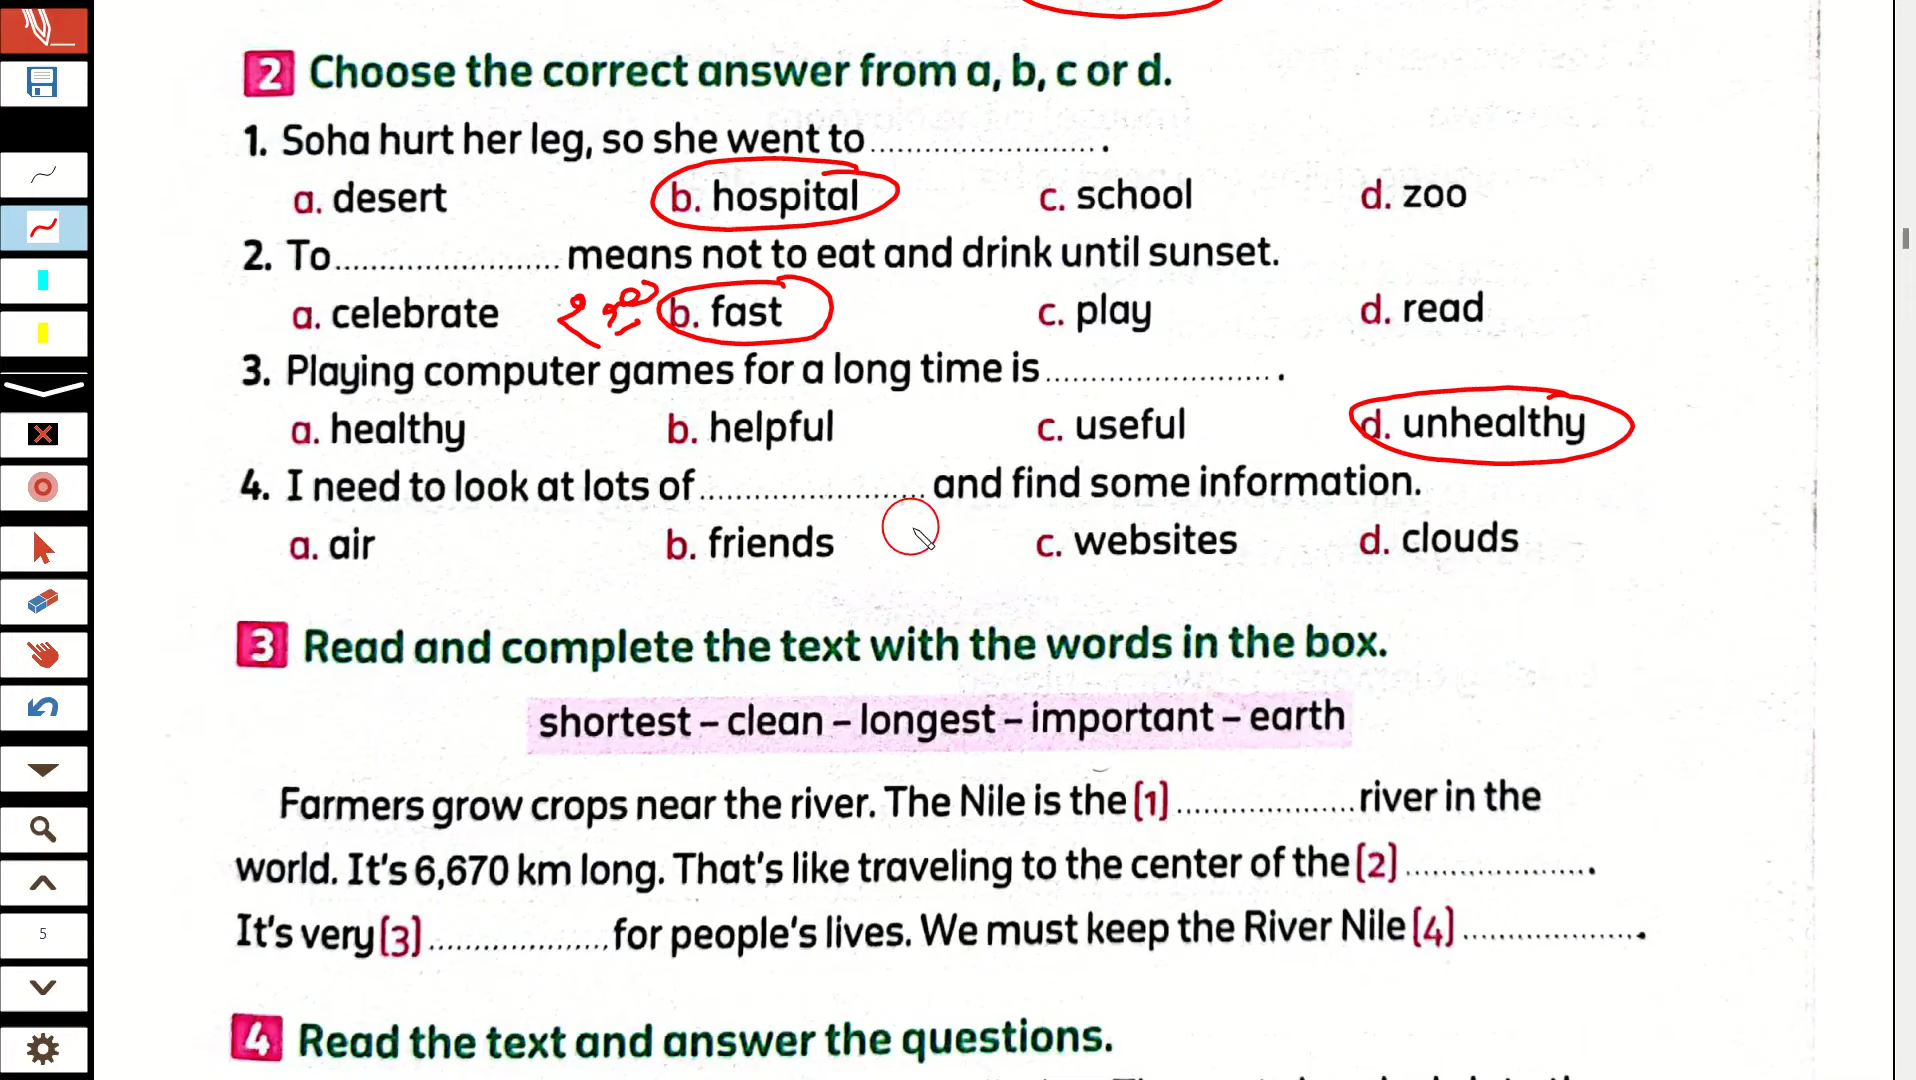 2 Choose the correct answer from a, b, c or d.
1. Soha hurt her leg, so she went to ......................... .
a. desert b. hospital c. school d. zoo
2. To ......................... means not to eat and drink until sunset.
a. celebrate b. fast c. play d. read
3. Playing computer games for a long time is ......................... .
a. healthy b. helpful c. useful d. unhealthy
4. I need to look at lots of ......................... and find some information.
a. air b. friends c. websites d. clouds
3 Read and complete the text with the words in the box.
shortest – clean – longest – important – earth
Farmers grow crops near the river. The Nile is the (1) .................... river in the
world. It's 6,670 km long. That's like traveling to the center of the (2) .................... .
It's very (3) .................... for people's lives. We must keep the River Nile (4) .................... .
4 Read the text and answer the questions.
5